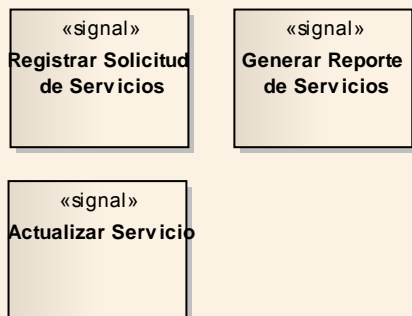 «signal»
Registrar Solicitud
de Servicios
«signal»
Generar Reporte
de Servicios
«signal»
Actualizar Servicio